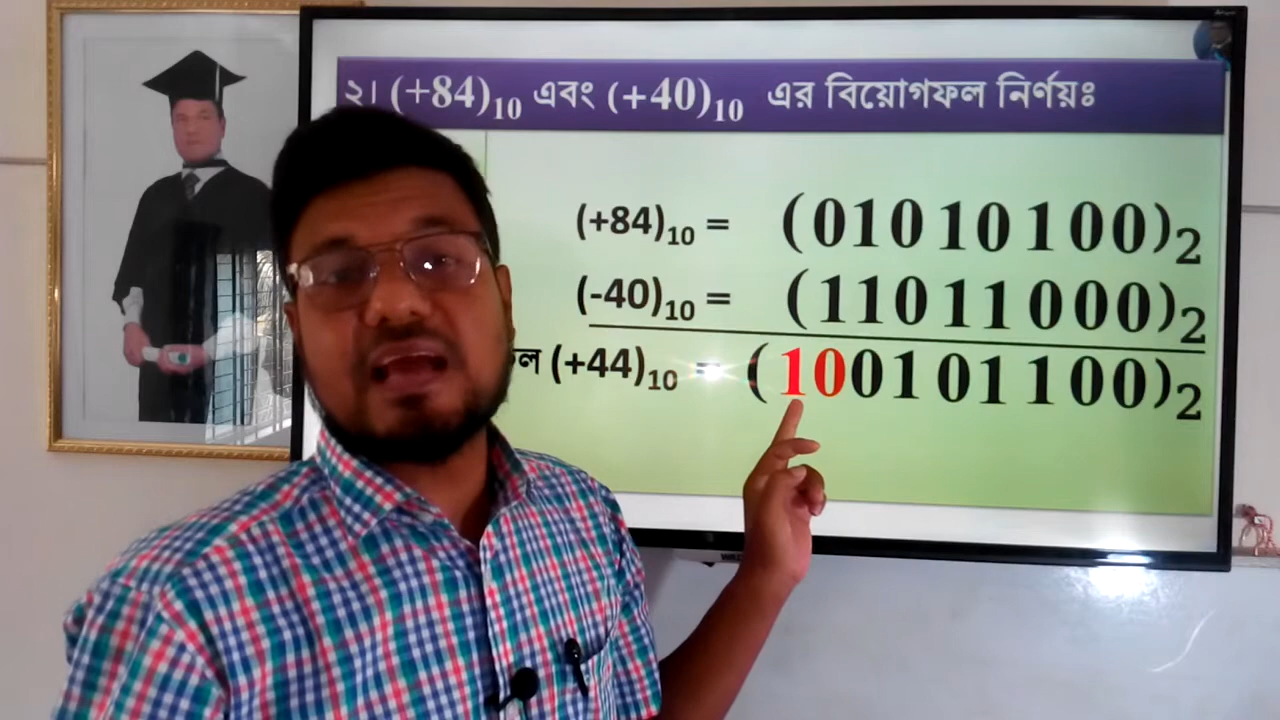 ২। (+84)₁₀ এবং (+40)₁₀ এর বিয়োগফল নির্ণয়ঃ
(+84)₁₀ = (01010100)₂
(-40)₁₀ = (11011000)₂
(+44)₁₀ = (100101100)₂